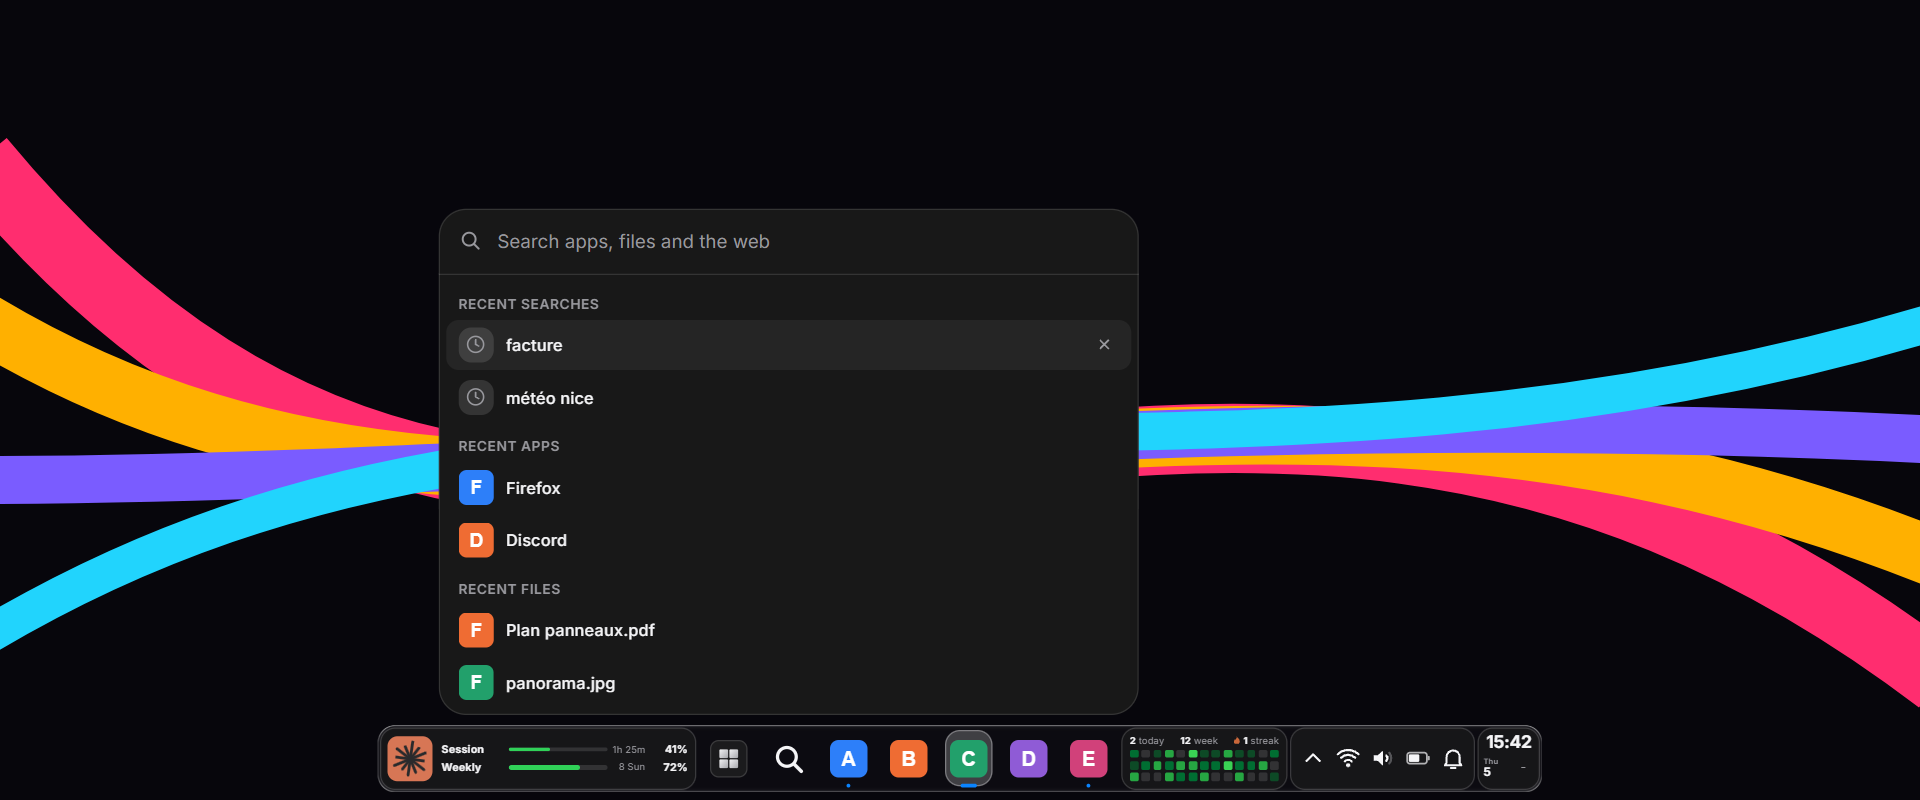 Search apps, files and the web
RECENT SEARCHES
facture
météo nice
RECENT APPS
F Firefox
D Discord
RECENT FILES
F Plan panneaux.pdf
F panorama.jpg
Session 1h 25m 41%
Weekly 8 Sun 72%
A B C D E
2 today 12 week 1 streak
15:42
Thu
5 –